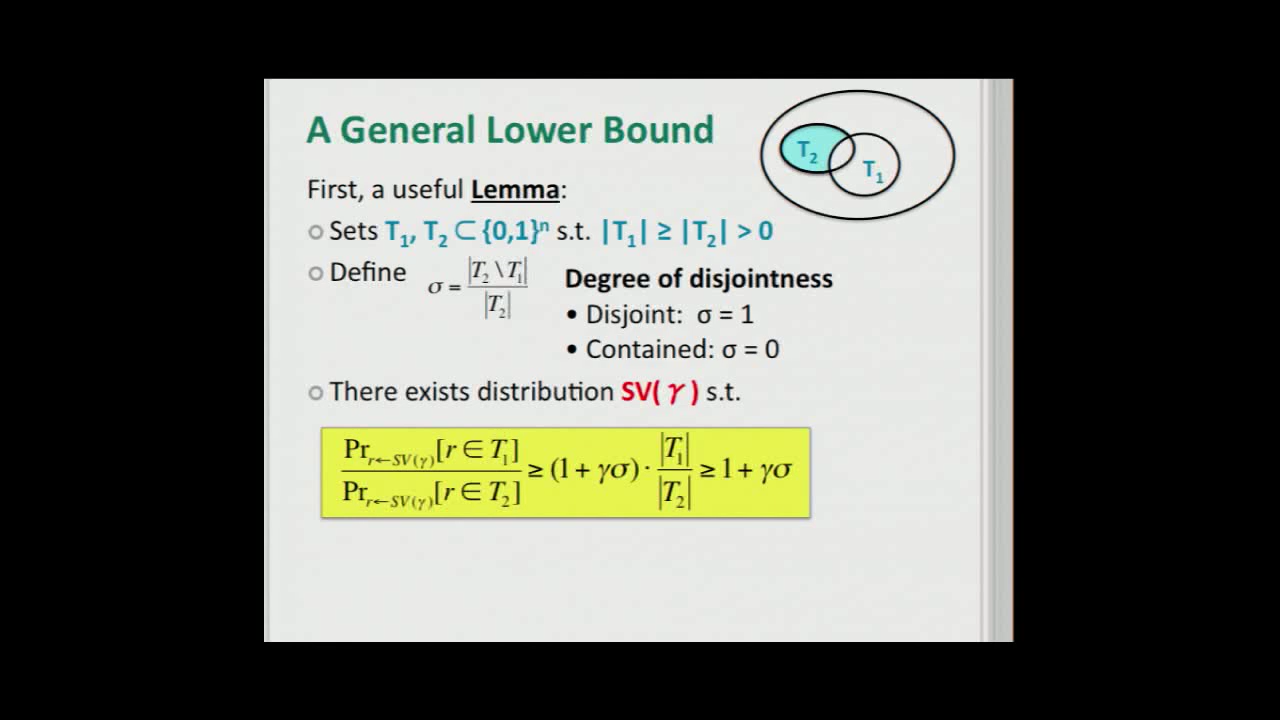 A General Lower Bound
T₂
T₁
First, a useful Lemma:
Sets T₁, T₂ ⊂ {0,1}ⁿ s.t. |T₁| ≥ |T₂| > 0
Define σ = |T₂ \ T₁| / |T₂|
Degree of disjointness
• Disjoint: σ = 1
• Contained: σ = 0
There exists distribution SV(γ) s.t.
Pr_{r←SV(γ)}[r ∈ T₁] / Pr_{r←SV(γ)}[r ∈ T₂] ≥ (1 + γσ) · |T₁| / |T₂| ≥ 1 + γσ